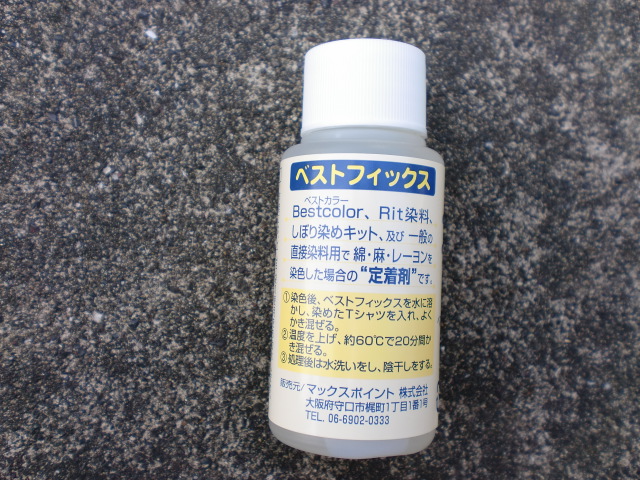 ベストフィックス
ベストカラー
Bestcolor、Rit染料、
しぼり染めキット、及び 一般の
直接染料用で 綿・麻・レーヨンを
染色した場合の“定着剤”です。
①染色後、ベストフィックスを水に溶
かし、染めたTシャツを入れ、よく
かき混ぜる。
②温度を上げ、約60℃で20分間か
き混ぜる。
③処理後は水洗いをし、陰干しをする。
販売元/マックスポイント 株式会社
大阪府守口市梶町1丁目1番1号
TEL. 06-6902-0333